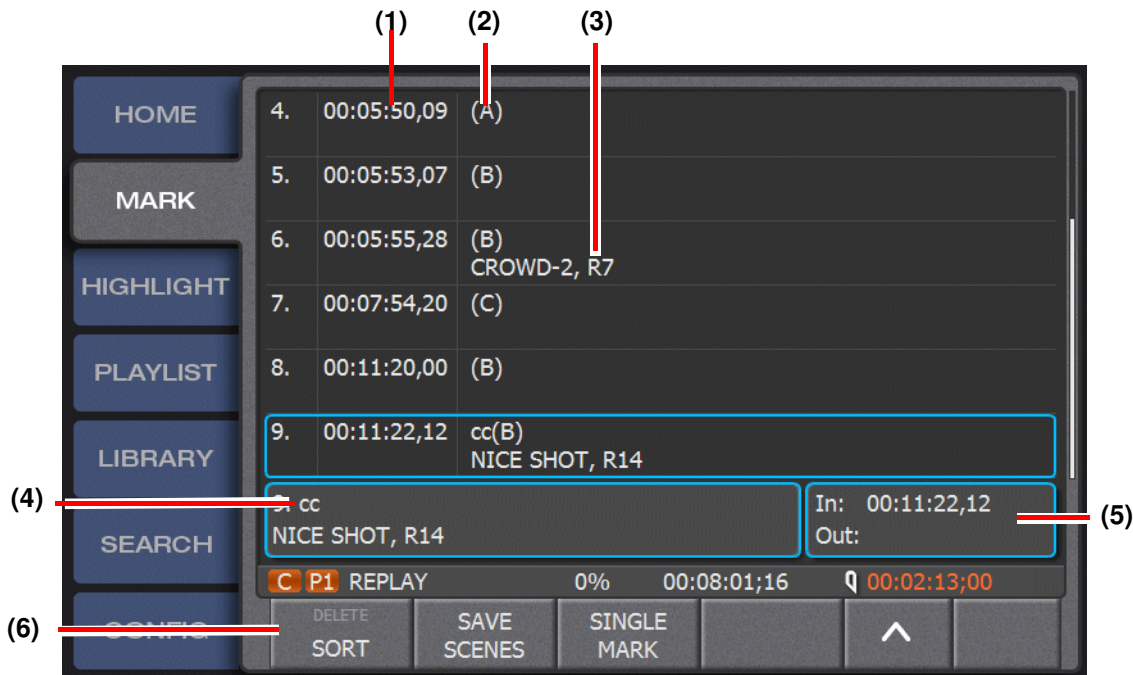 (1) (2) (3)
HOME
MARK
HIGHLIGHT
PLAYLIST
LIBRARY
SEARCH
CONFIG
4. 00:05:50,09 (A)
5. 00:05:53,07 (B)
6. 00:05:55,28 (B)
CROWD-2, R7
7. 00:07:54,20 (C)
8. 00:11:20,00 (B)
9. 00:11:22,12 cc(B)
NICE SHOT, R14
(4)
9. cc
NICE SHOT, R14
In: 00:11:22,12
Out:
(5)
C P1 REPLAY 0% 00:08:01;16 00:02:13;00
(6)
DELETE
SORT
SAVE
SCENES
SINGLE
MARK